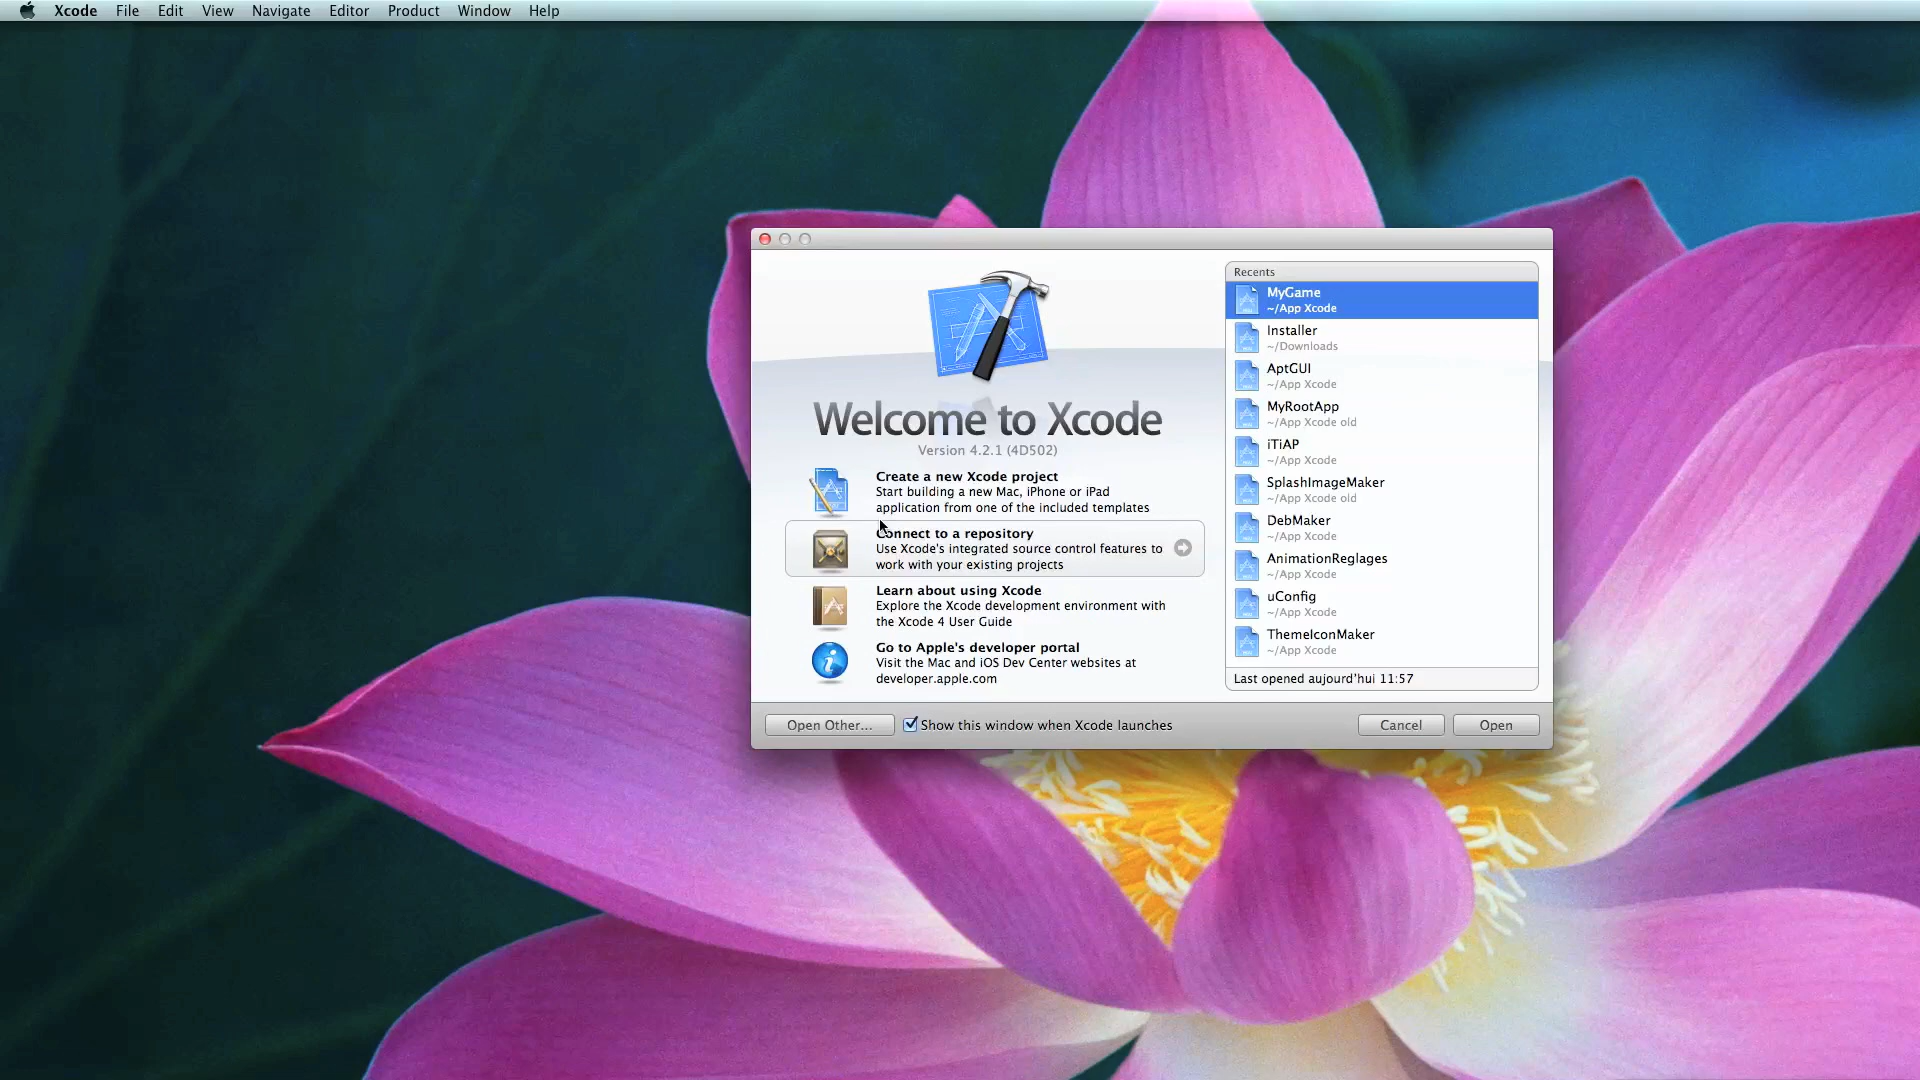 Xcode File Edit View Navigate Editor Product Window Help
Welcome to Xcode
Version 4.2.1 (4D502)
Create a new Xcode project
Start building a new Mac, iPhone or iPad
application from one of the included templates
Connect to a repository
Use Xcode's integrated source control features to
work with your existing projects
Learn about using Xcode
Explore the Xcode development environment with
the Xcode 4 User Guide
Go to Apple's developer portal
Visit the Mac and iOS Dev Center websites at
developer.apple.com
Recents
MyGame
~/App Xcode
Installer
~/Downloads
AptGUI
~/App Xcode
MyRootApp
~/App Xcode old
iTiAP
~/App Xcode
SplashImageMaker
~/App Xcode old
DebMaker
~/App Xcode
AnimationReglages
~/App Xcode
uConfig
~/App Xcode
ThemeIconMaker
~/App Xcode
Last opened aujourd'hui 11:57
Open Other... Show this window when Xcode launches Cancel Open